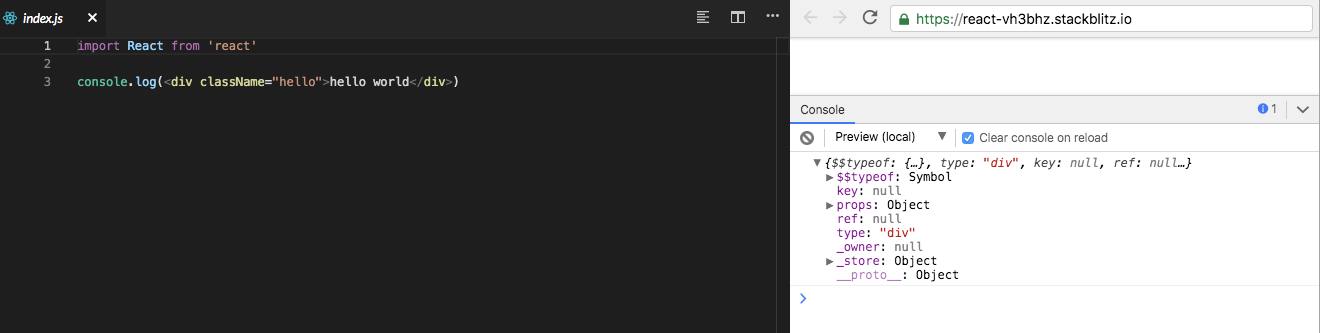 index.js
1 import React from 'react'
2
3 console.log(<div className="hello">hello world</div>)
https://react-vh3bhz.stackblitz.io
Console
1
Preview (local)
Clear console on reload
{$$typeof: {…}, type: "div", key: null, ref: null…}
$$typeof: Symbol
key: null
props: Object
ref: null
type: "div"
_owner: null
_store: Object
__proto__: Object